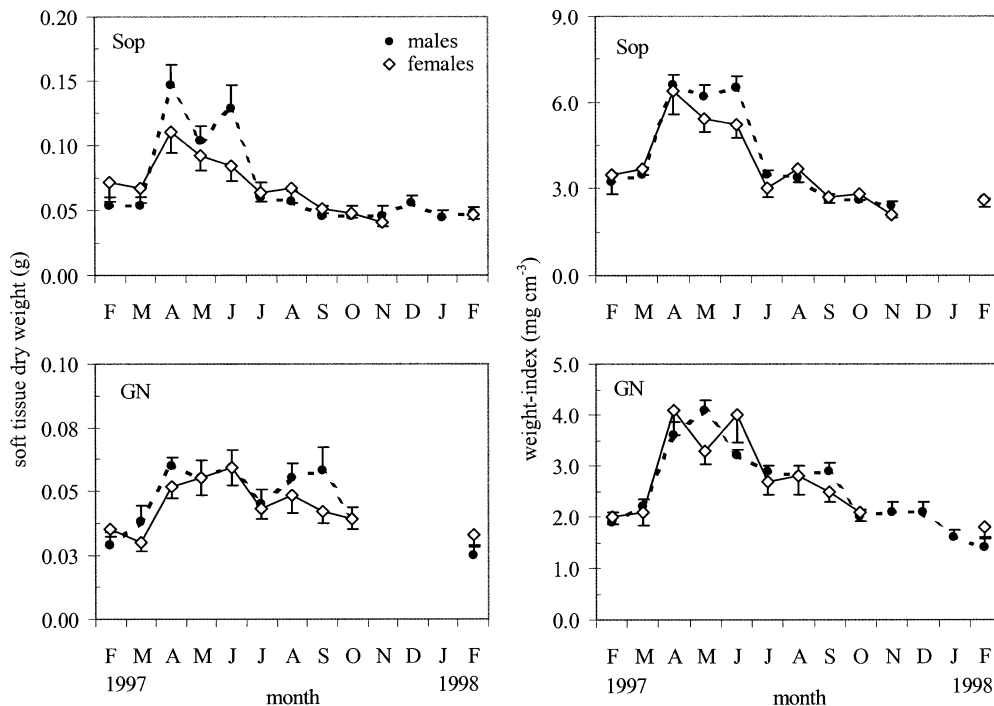 0.20
0.15
0.10
0.05
0.00
Sop
males
females
F M A M J J A S O N D J F
9.0
6.0
3.0
0.0
Sop
F M A M J J A S O N D J F
soft tissue dry weight (g)
weight-index (mg cm-3)
0.10
0.08
0.05
0.03
0.00
GN
F M A M J J A S O N D J F
1997 1998
month
5.0
4.0
3.0
2.0
1.0
0.0
GN
F M A M J J A S O N D J F
1997 1998
month